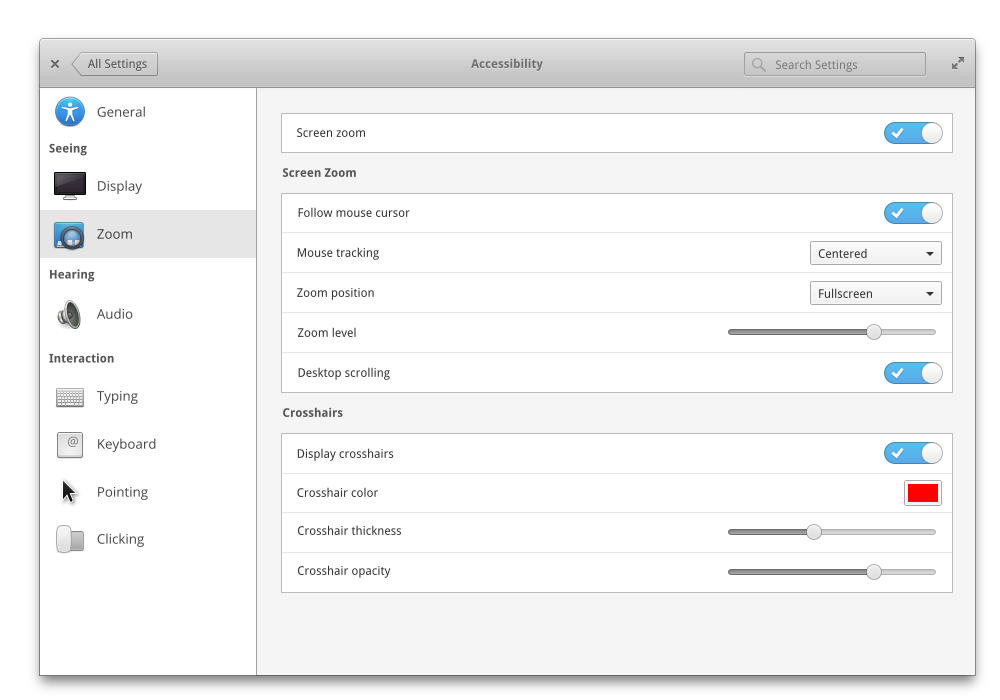 All Settings
Accessibility
Search Settings
General
Seeing
Display
Zoom
Hearing
Audio
Interaction
Typing
@
Keyboard
Pointing
Clicking
Screen zoom
Screen Zoom
Follow mouse cursor
Mouse tracking
Centered
Zoom position
Fullscreen
Zoom level
Desktop scrolling
Crosshairs
Display crosshairs
Crosshair color
Crosshair thickness
Crosshair opacity